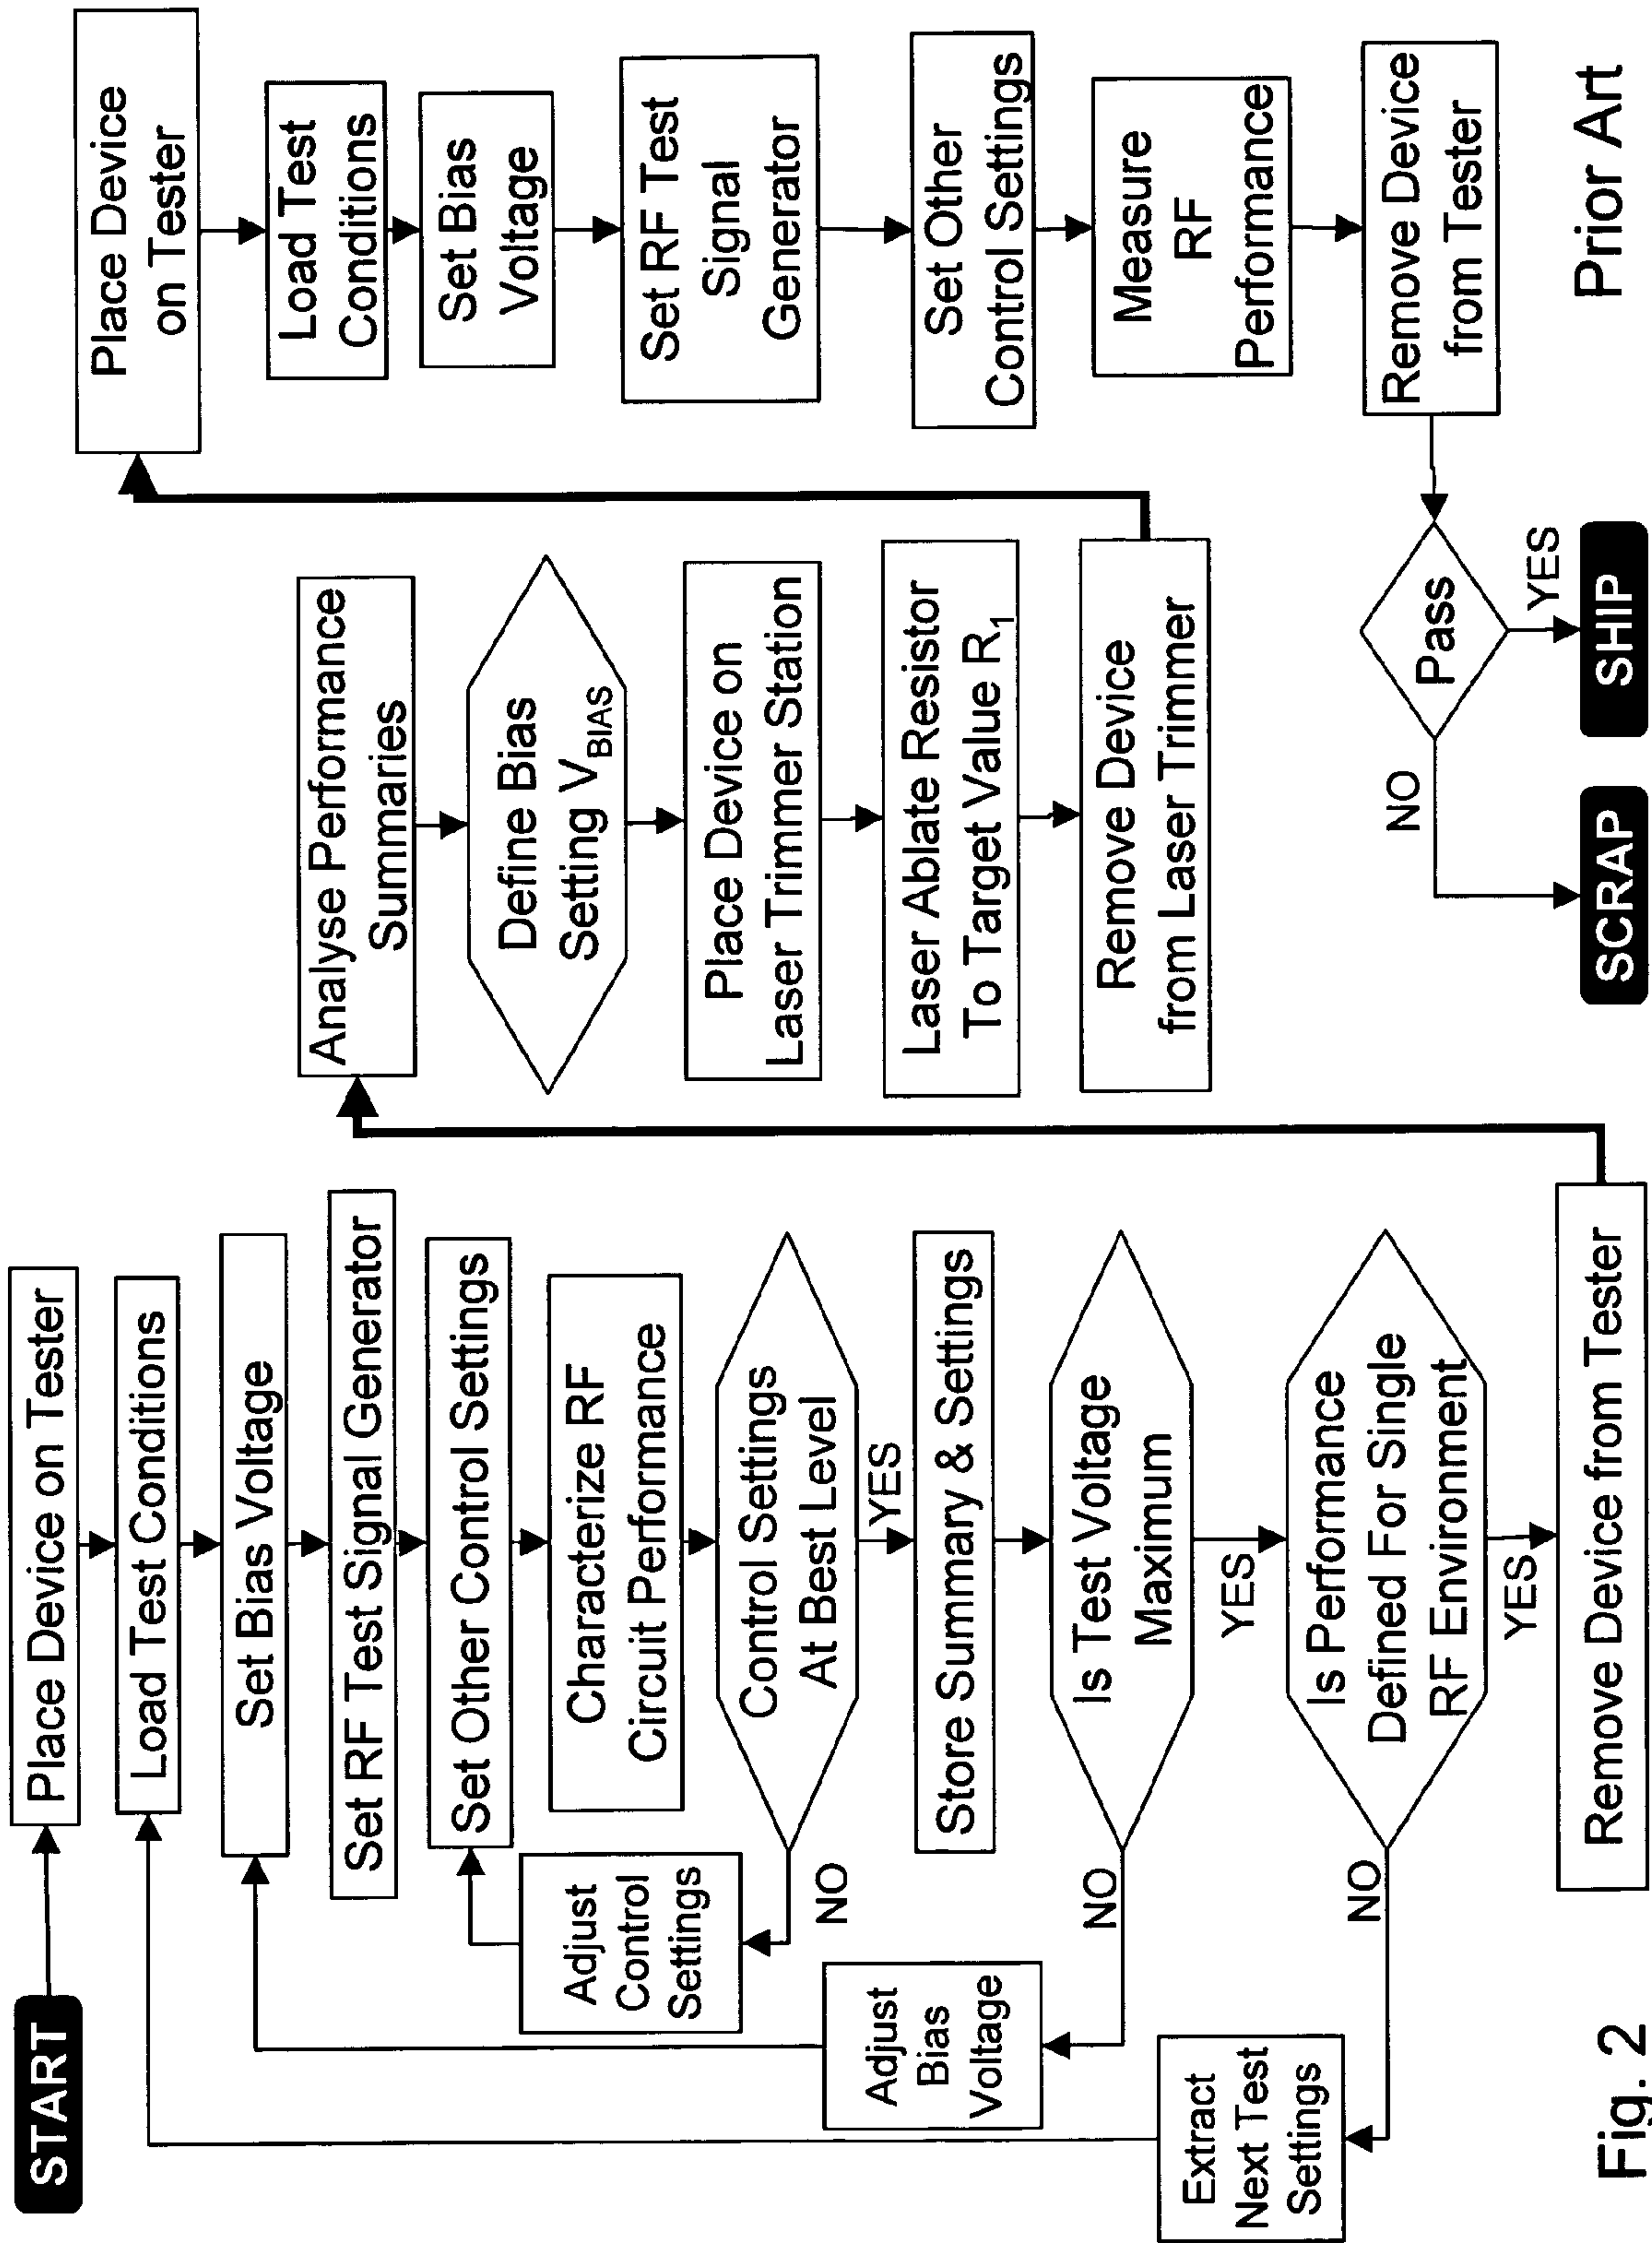 START
Place Device on Tester
Load Test Conditions
Set Bias Voltage
Set RF Test Signal Generator
Set Other Control Settings
Characterize RF
Circuit Performance
Control Settings
At Best Level
NO
YES
Adjust
Control
Settings
Store Summary & Settings
Is Test Voltage
Maximum
NO
YES
Adjust
Bias
Voltage
Is Performance
Defined For Single
RF Environment
NO
YES
Extract
Next Test
Settings
Remove Device from Tester
Analyse Performance
Summaries
Define Bias
Setting VBIAS
Place Device on
Laser Trimmer Station
Laser Ablate Resistor
To Target Value R1
Remove Device
from Laser Trimmer
Place Device
on Tester
Load Test
Conditions
Set Bias
Voltage
Set RF Test
Signal
Generator
Set Other
Control Settings
Measure
RF
Performance
Remove Device
from Tester
Pass
NO
YES
SCRAP
SHIP
Fig. 2
Prior Art